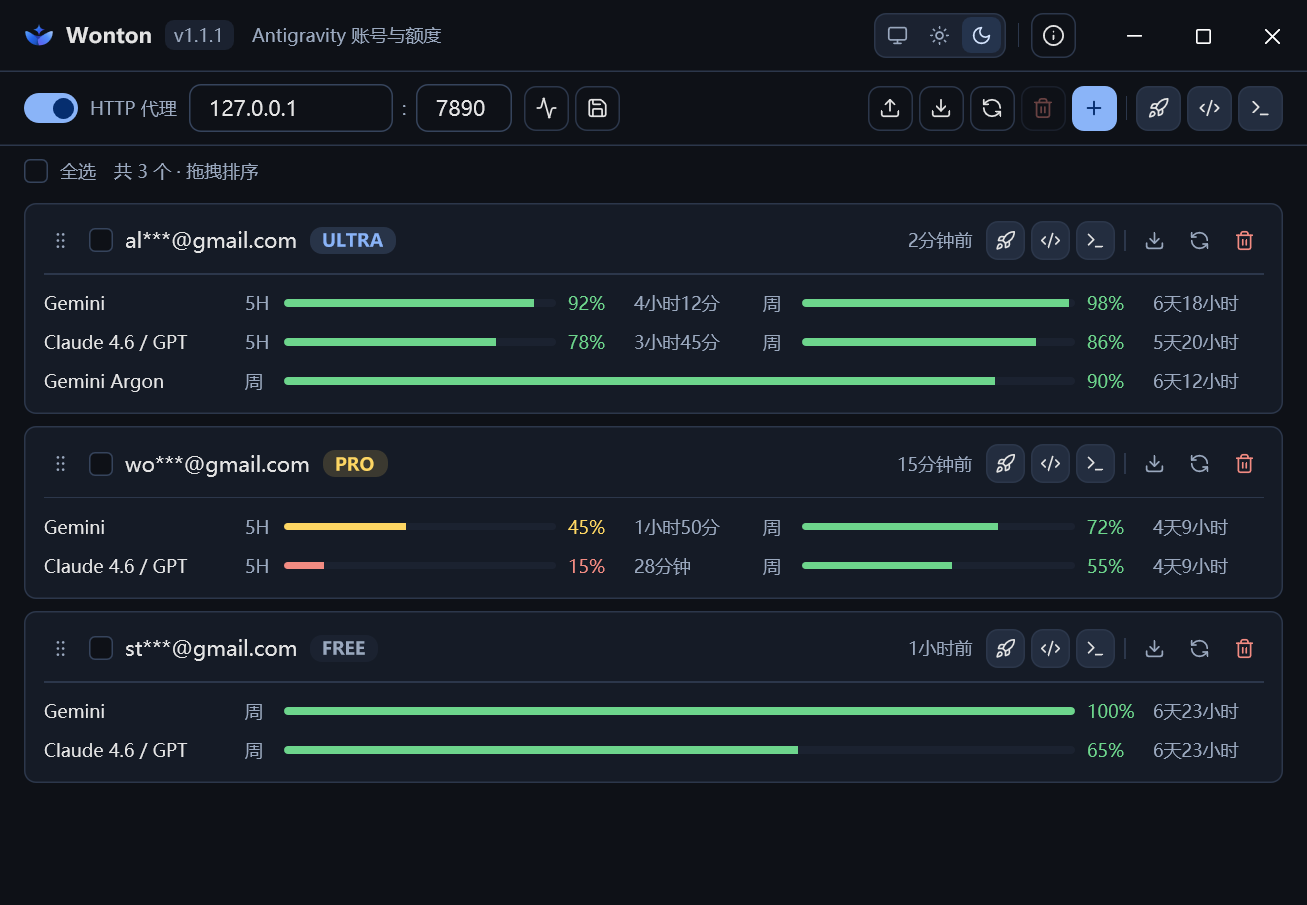 Wonton v1.1.1 Antigravity 账号与额度
HTTP 代理 127.0.0.1 : 7890
全选 共 3 个 · 拖拽排序
al***@gmail.com ULTRA 2分钟前
Gemini 5H 92% 4小时12分 周 98% 6天18小时
Claude 4.6 / GPT 5H 78% 3小时45分 周 86% 5天20小时
Gemini Argon 周 90% 6天12小时
wo***@gmail.com PRO 15分钟前
Gemini 5H 45% 1小时50分 周 72% 4天9小时
Claude 4.6 / GPT 5H 15% 28分钟 周 55% 4天9小时
st***@gmail.com FREE 1小时前
Gemini 周 100% 6天23小时
Claude 4.6 / GPT 周 65% 6天23小时